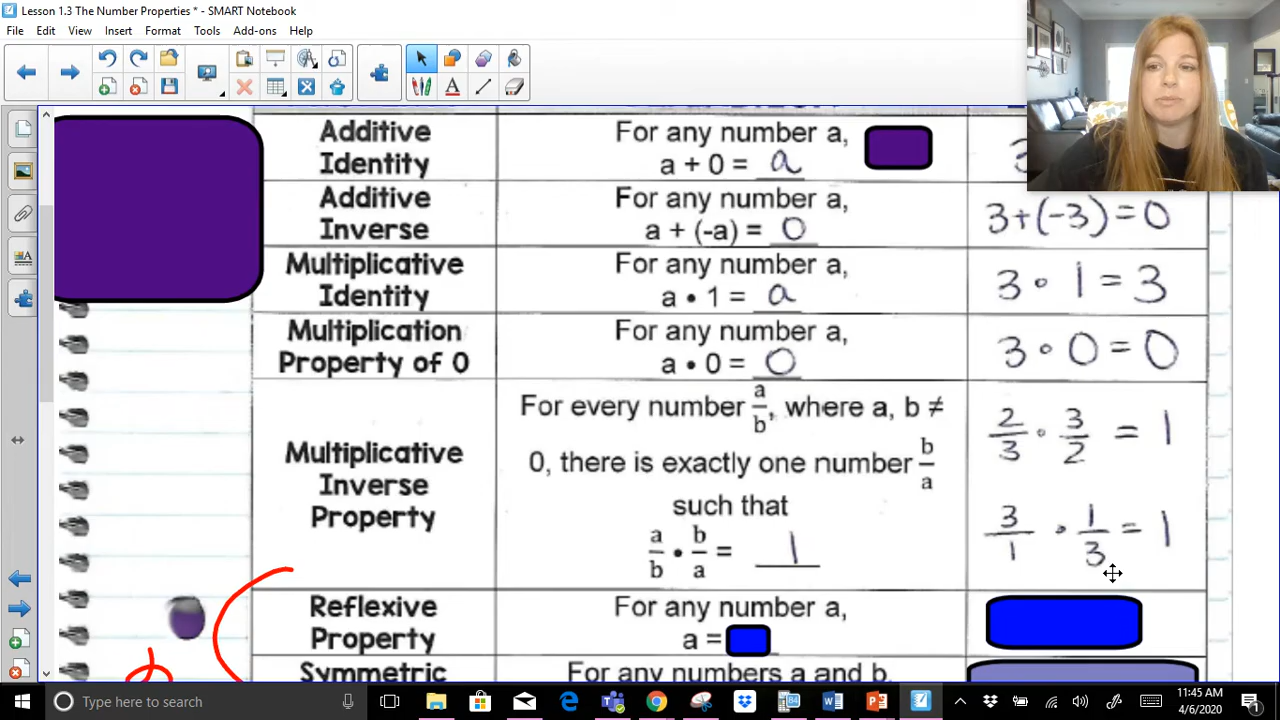 Lesson 1.3 The Number Properties * - SMART Notebook
File Edit View Insert Format Tools Add-ons Help
Additive Identity
For any number a,
a + 0 = a
3
Additive Inverse
For any number a,
a + (-a) = 0
3+(-3)=0
Multiplicative Identity
For any number a,
a • 1 = a
3 • 1 = 3
Multiplication Property of 0
For any number a,
a • 0 = 0
3 • 0 = 0
Multiplicative Inverse Property
For every number a/b, where a, b ≠
0, there is exactly one number b/a
such that
a/b • b/a = 1
2/3 • 3/2 = 1
3/1 • 1/3 = 1
Reflexive Property
For any number a,
a =
Symmetric
For any numbers a and b,
Type here to search
11:45 AM
4/6/2020